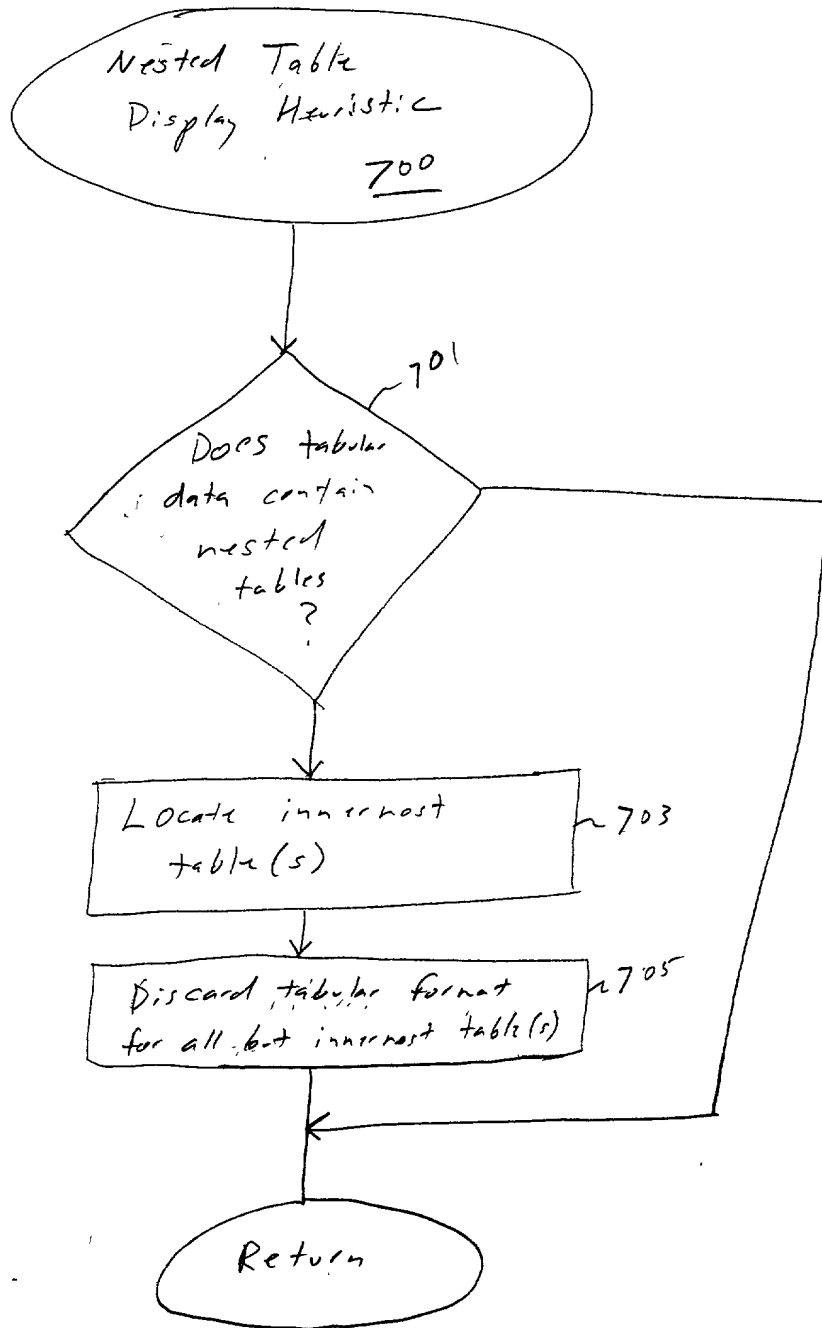 Nested Table
Display Heuristic
700
701
Does tabular
data contain
nested
tables
?
Locate innermost
table(s)
703
Discard tabular format
for all but innermost table(s)
705
Return